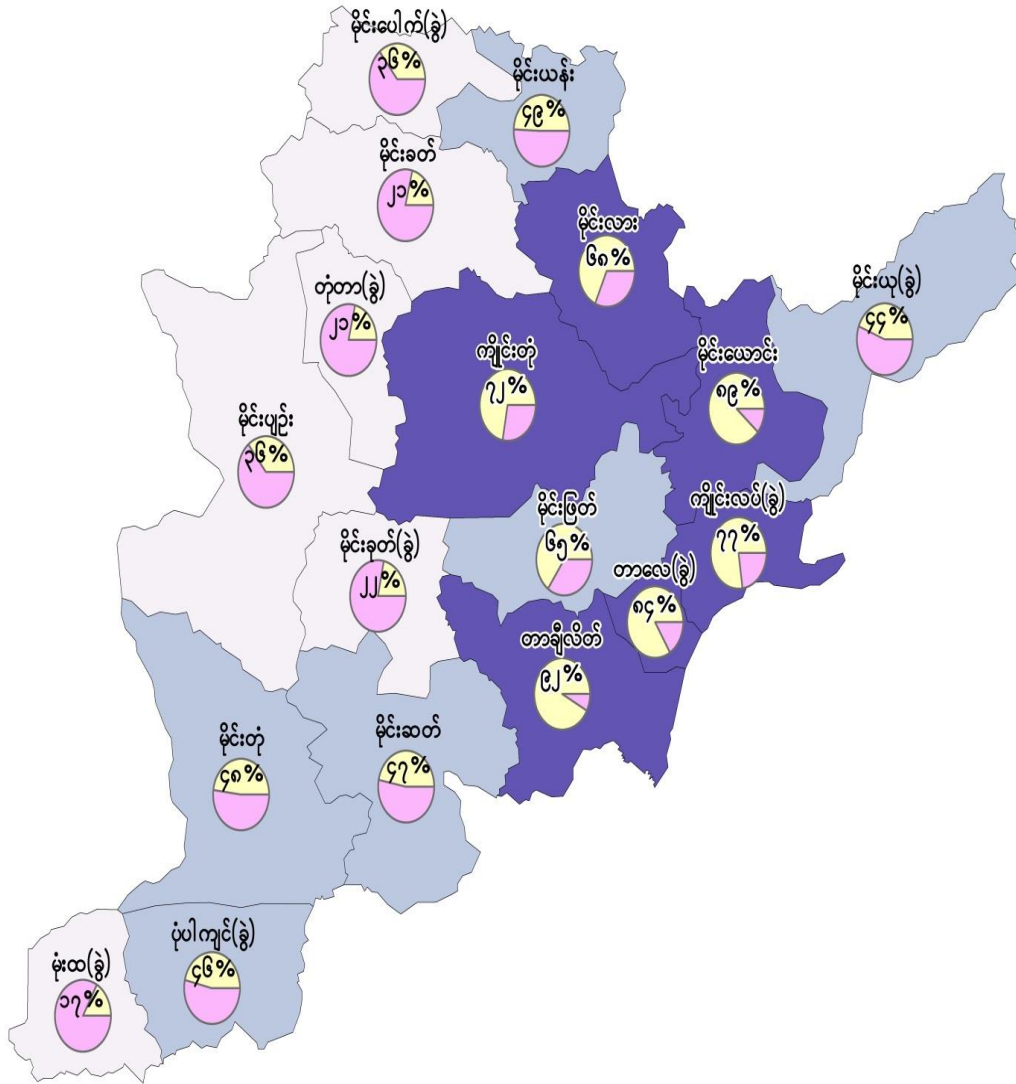 မိုင်းပေါက်(ခွဲ)
၃၆%
မိုင်းယန်း
၄၉%
မိုင်းခတ်
၂၁%
မိုင်းလား
၆၈%
မိုင်းယု(ခွဲ)
၄၄%
တုံတာ(ခွဲ)
၂၁%
ကျိုင်းတုံ
၇၂%
မိုင်းယောင်း
၈၉%
မိုင်းပျဉ်း
၃၆%
ကျိုင်းလပ်(ခွဲ)
၇၇%
မိုင်းဖြတ်
၆၅%
မိုင်းခုတ်(ခွဲ)
၂၂%
တာလေ(ခွဲ)
၈၄%
တာချီလိတ်
၉၂%
မိုင်းတုံ
၄၈%
မိုင်းဆတ်
၄၇%
ပုံပါကျင်(ခွဲ)
၄၆%
မုံးထ(ခွဲ)
၁၇%